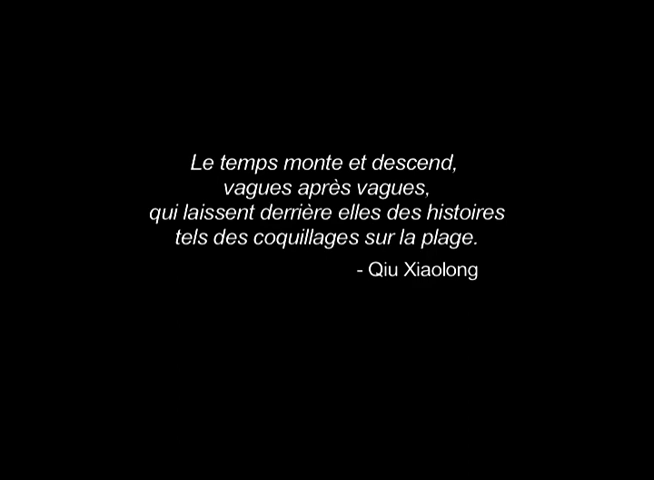 Le temps monte et descend,
vagues après vagues,
qui laissent derrière elles des histoires
tels des coquillages sur la plage.
- Qiu Xiaolong